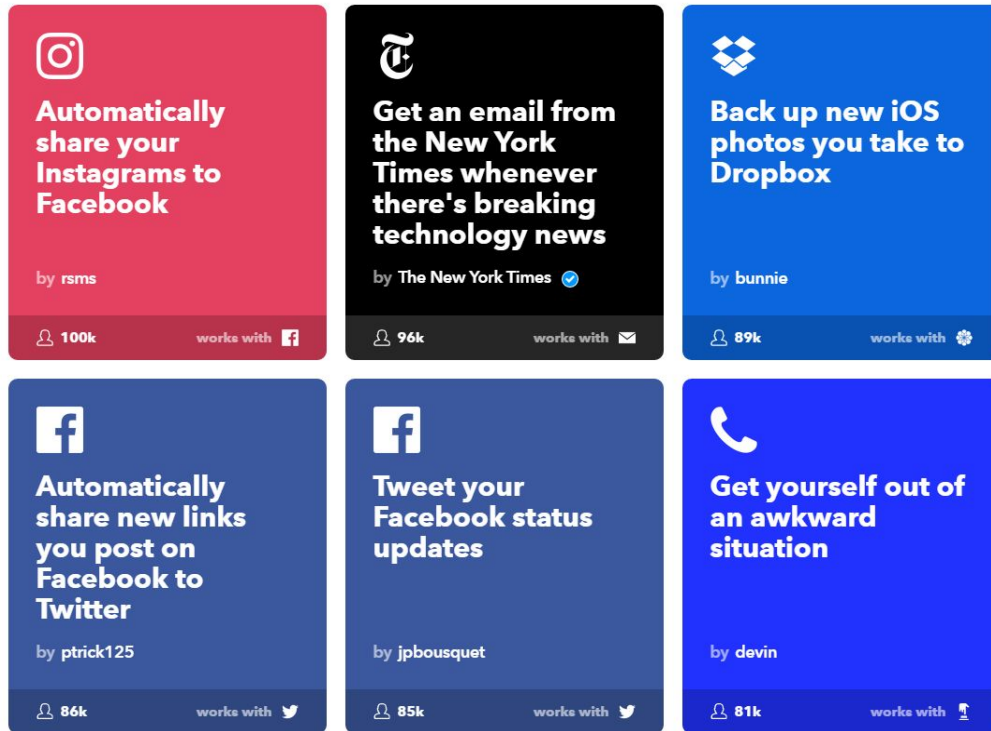 Automatically
share your
Instagrams to
Facebook
by rsms
100k works with
Get an email from
the New York
Times whenever
there's breaking
technology news
by The New York Times
96k works with
Back up new iOS
photos you take to
Dropbox
by bunnie
89k works with
Automatically
share new links
you post on
Facebook to
Twitter
by ptrick125
86k works with
Tweet your
Facebook status
updates
by jpbousquet
85k works with
Get yourself out of
an awkward
situation
by devin
81k works with